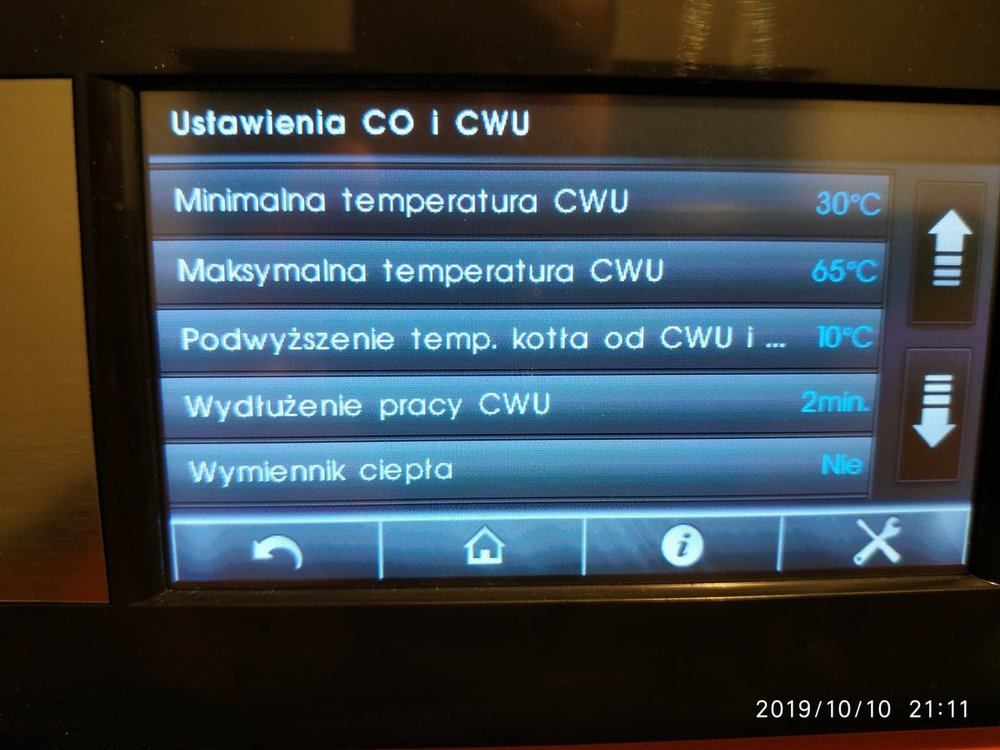 Ustawienia CO i CWU
Minimalna temperatura CWU 30°C
Maksymalna temperatura CWU 65°C
Podwyższenie temp. kotła od CWU i ... 10°C
Wydłużenie pracy CWU 2min.
Wymiennik ciepła Nie
2019/10/10 21:11